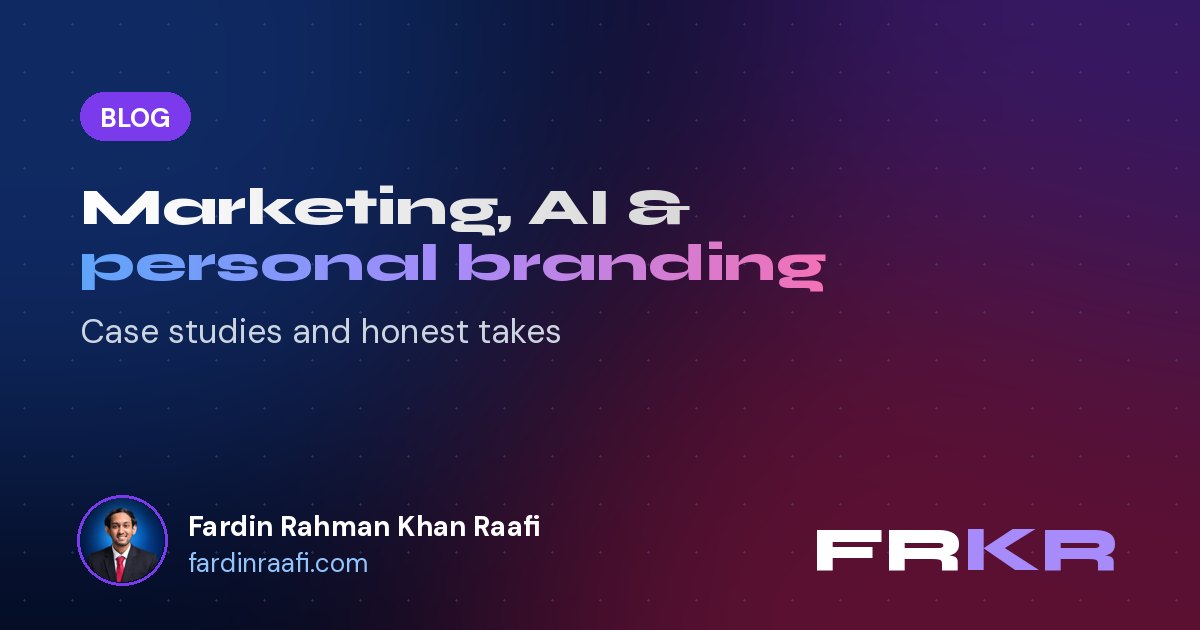 BLOG
Marketing, AI &
personal branding
Case studies and honest takes
Fardin Rahman Khan Raafi
fardinraafi.com
FRKR